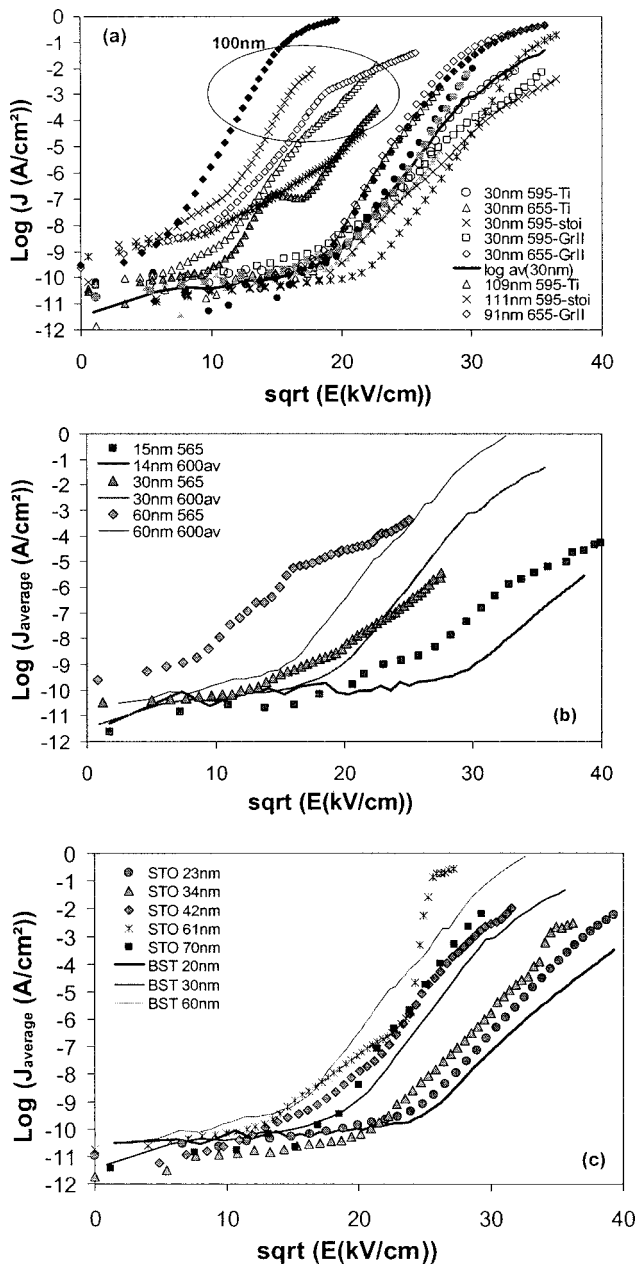 (a)
100nm
0
-1
-2
-3
-4
-5
-6
-7
-8
-9
-10
-11
-12
Log (J (A/cm²))
0 10 20 30 40
sqrt (E(kV/cm))
30nm 595-Ti
30nm 655-Ti
30nm 595-stoi
30nm 595-GrII
30nm 655-GrII
log av(30nm)
109nm 595-Ti
111nm 595-stoi
91nm 655-GrII
(b)
0
-1
-2
-3
-4
-5
-6
-7
-8
-9
-10
-11
-12
Log (Javerage (A/cm²))
15nm 565
14nm 600av
30nm 565
30nm 600av
60nm 565
60nm 600av
0 10 20 30 40
sqrt (E(kV/cm))
(c)
0
-1
-2
-3
-4
-5
-6
-7
-8
-9
-10
-11
-12
Log (Javerage (A/cm²))
STO 23nm
STO 34nm
STO 42nm
STO 61nm
STO 70nm
BST 20nm
BST 30nm
BST 60nm
0 10 20 30 40
sqrt (E(kV/cm))